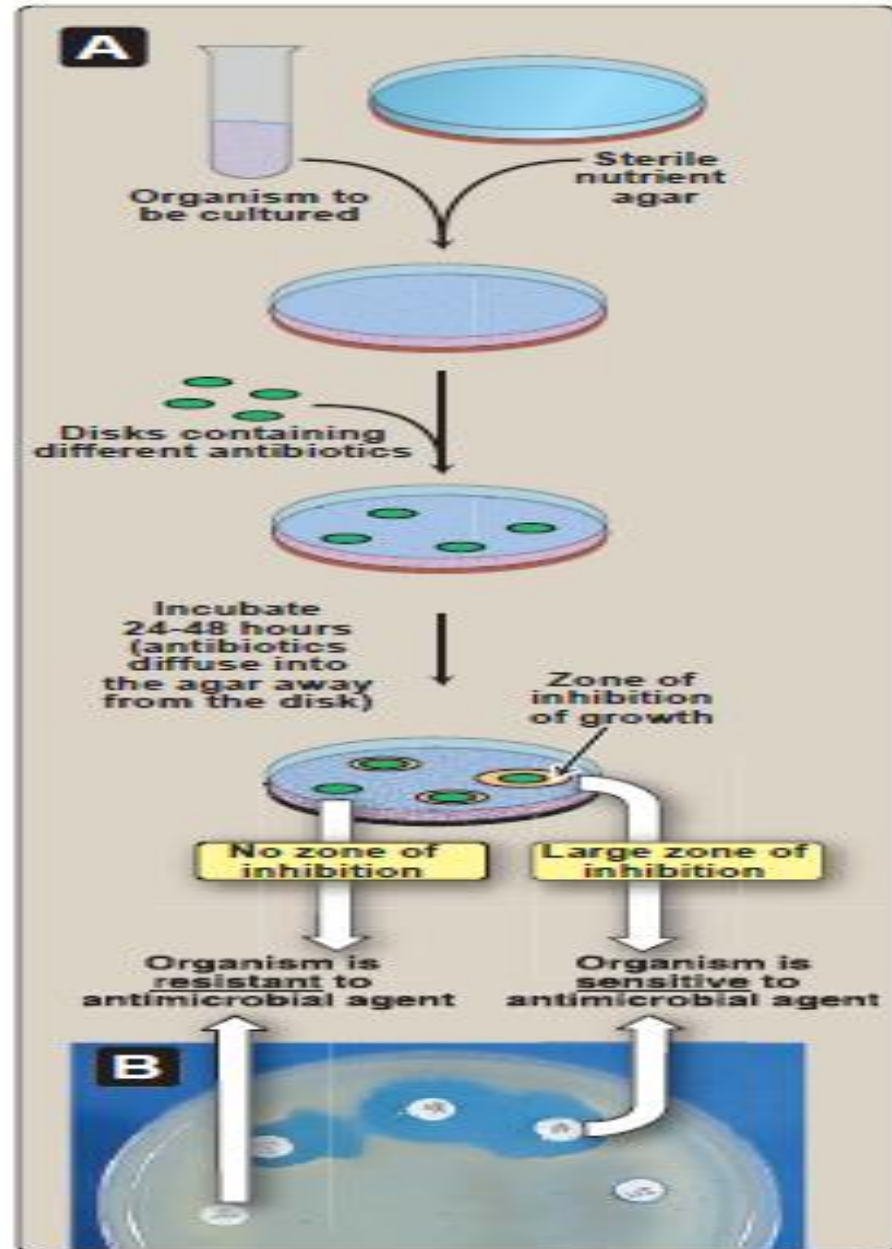 A
Organism to
be cultured
Sterile
nutrient
agar
Disks containing
different antibiotics
Incubate
24-48 hours
(antibiotics
diffuse into
the agar away
from the disk)
Zone of
inhibition
of growth
No zone of
inhibition
Large zone of
inhibition
Organism is
resistant to
antimicrobial agent
Organism is
sensitive to
antimicrobial agent
B